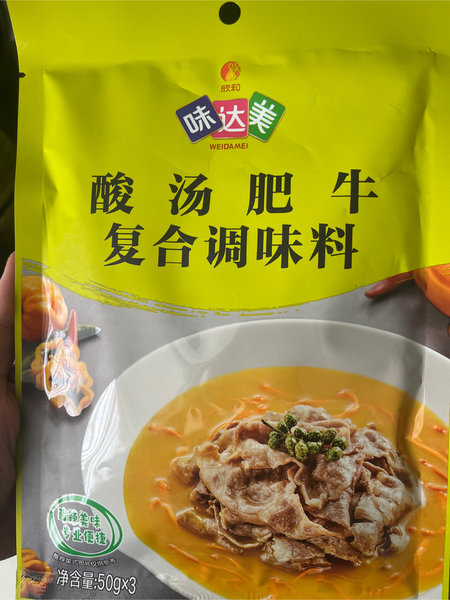 欣和
味达美
WEIDAMEI
酸汤肥牛
复合调味料
专业便捷
净含量:50g×3